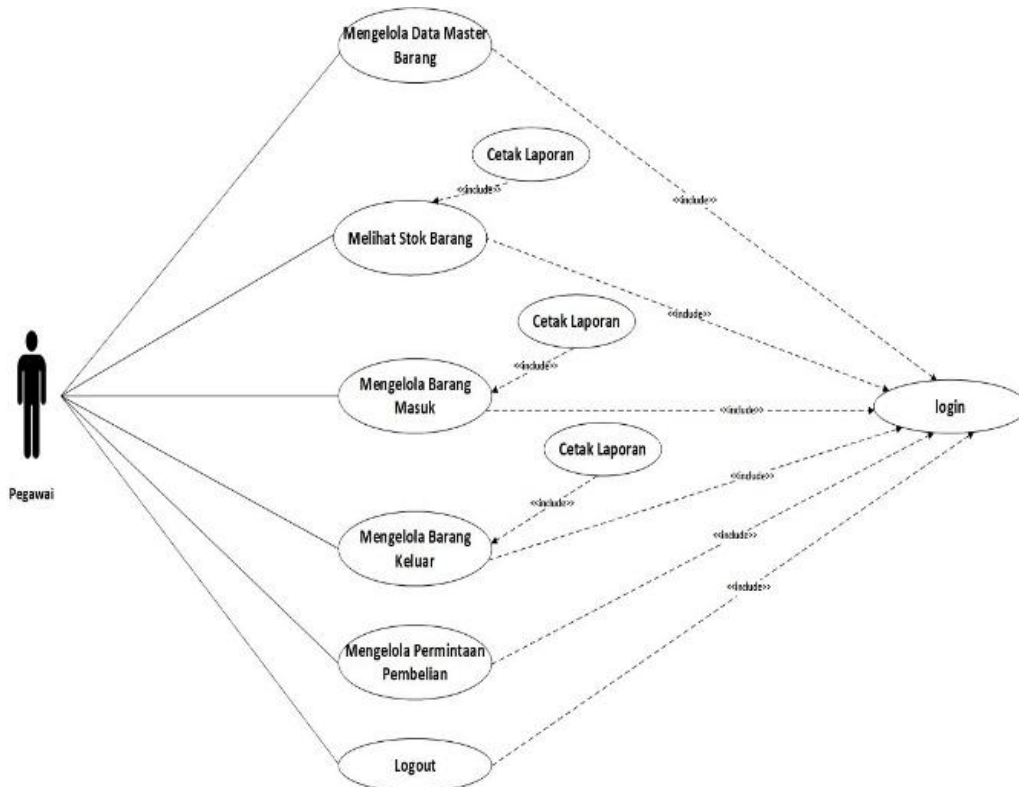 Mengelola Data Master
Barang
Cetak Laporan
<<include>>
<<include>>
Melihat Stok Barang
Cetak Laporan
<<include>>
<<include>>
Mengelola Barang
Masuk
<<include>>
login
Cetak Laporan
Pegawai
<<include>>
<<include>>
Mengelola Barang
Keluar
<<include>>
<<include>>
Mengelola Permintaan
Pembelian
Logout